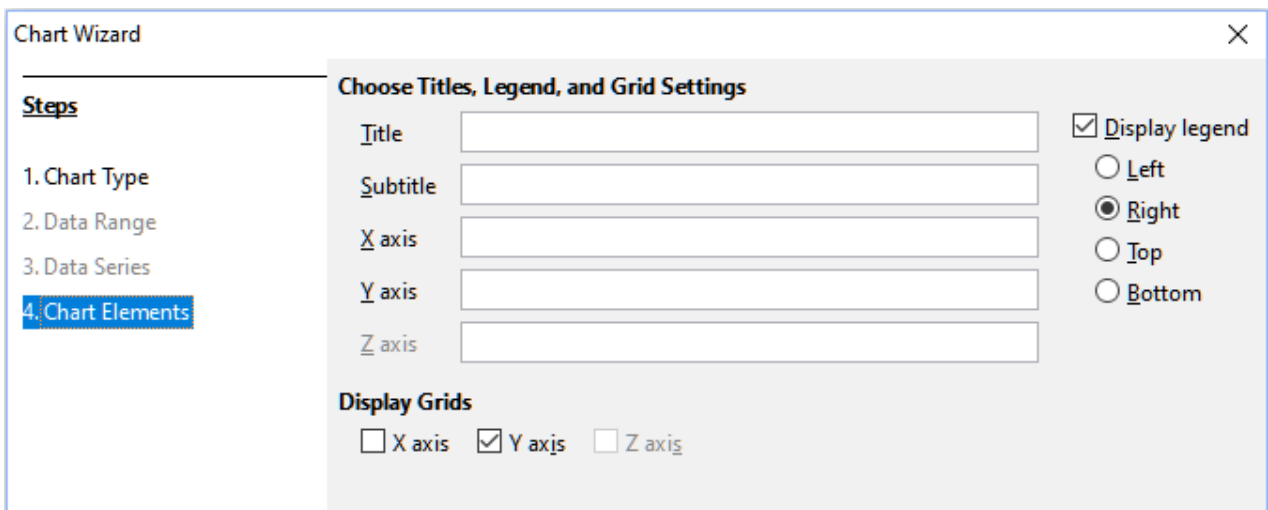 Chart Wizard
Steps
1. Chart Type
2. Data Range
3. Data Series
4. Chart Elements
Choose Titles, Legend, and Grid Settings
Title
Subtitle
X axis
Y axis
Z axis
Display legend
Left
Right
Top
Bottom
Display Grids
X axis Y axis Z axis